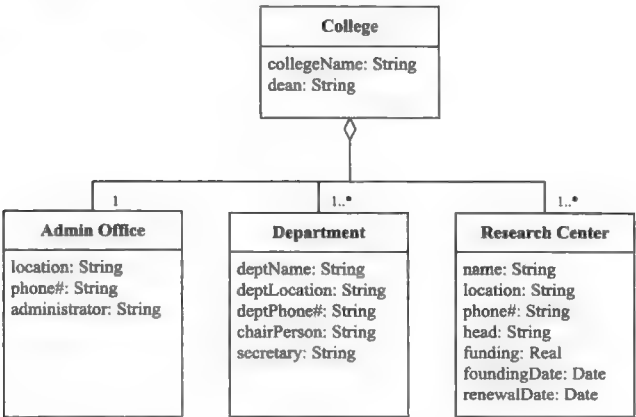 College
collegeName: String
dean: String
1
1..*
1..*
Admin Office
location: String
phone#: String
administrator: String
Department
deptName: String
deptLocation: String
deptPhone#: String
chairPerson: String
secretary: String
Research Center
name: String
location: String
phone#: String
head: String
funding: Real
foundingDate: Date
renewalDate: Date